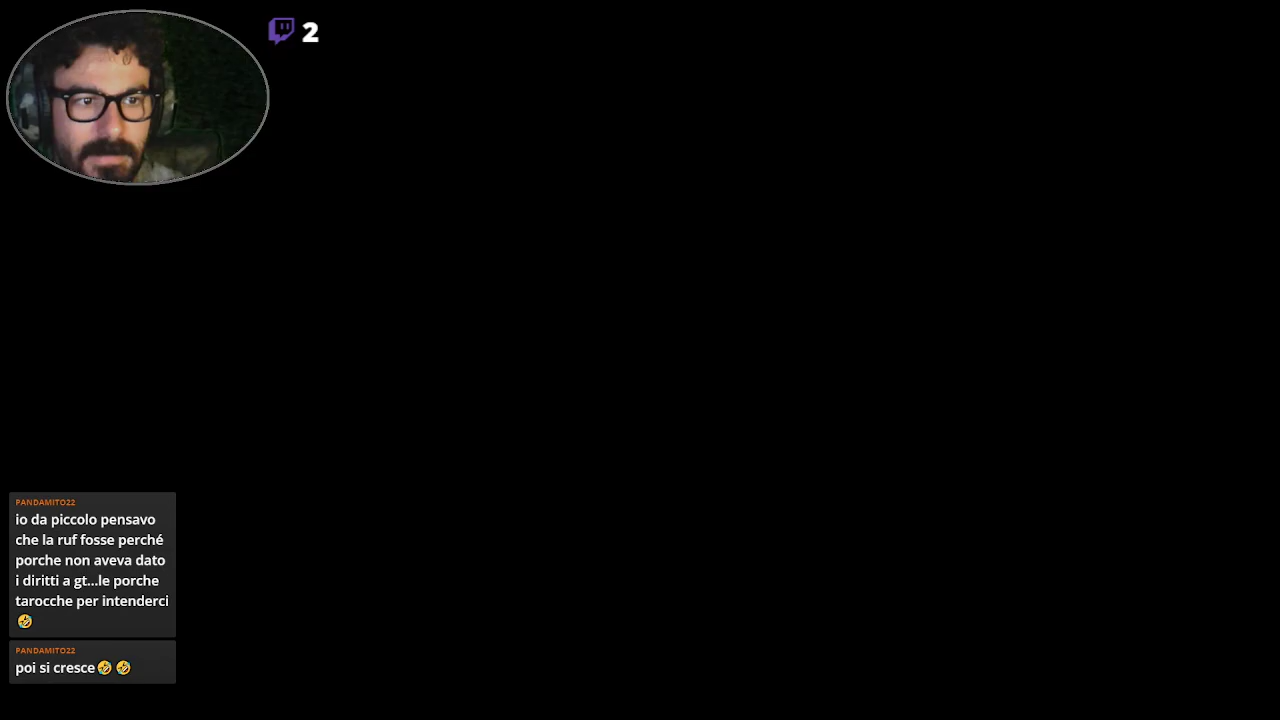 2
PANDAMITO22
io da piccolo pensavo
che la ruf fosse perché
porche non aveva dato
i diritti a gt...le porche
tarocche per intenderci
🤣
PANDAMITO22
poi si cresce🤣 🤣